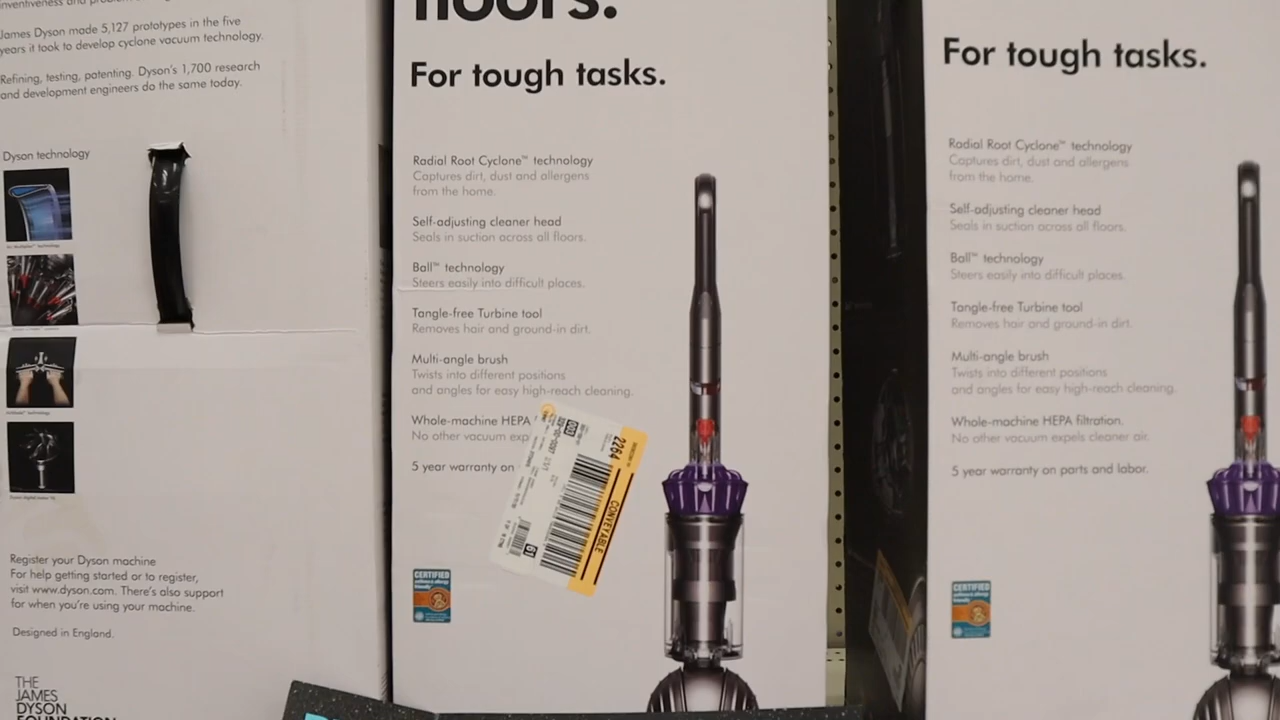 inventiveness and
James Dyson made 5,127 prototypes in the five
years it took to develop cyclone vacuum technology.
Refining, testing, patenting. Dyson's 1,700 research
and development engineers do the same today.
Dyson technology
Register your Dyson machine
For help getting started or to register,
visit www.dyson.com. There's also support
for when you're using your machine.
Designed in England.
THE
JAMES
DYSON
FOUNDATION
floors.
For tough tasks.
Radial Root Cyclone™ technology
Captures dirt, dust and allergens
from the home.
Self-adjusting cleaner head
Seals in suction across all floors.
Ball™ technology
Steers easily into difficult places.
Tangle-free Turbine tool
Removes hair and ground-in dirt.
Multi-angle brush
Twists into different positions
and angles for easy high-reach cleaning.
Whole-machine HEPA
No other vacuum exp
5 year warranty on
2264
CONVEYABLE
CERTIFIED
For tough tasks.
Radial Root Cyclone™ technology
Captures dirt, dust and allergens
from the home.
Self-adjusting cleaner head
Seals in suction across all floors.
Ball™ technology
Steers easily into difficult places.
Tangle-free Turbine tool
Removes hair and ground-in dirt.
Multi-angle brush
Twists into different positions
and angles for easy high-reach cleaning.
Whole-machine HEPA filtration.
No other vacuum expels cleaner air.
5 year warranty on parts and labor.
CERTIFIED